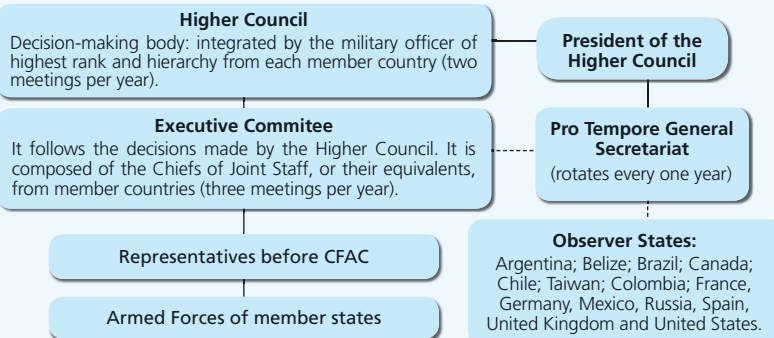 Higher Council
Decision-making body: integrated by the military officer of
highest rank and hierarchy from each member country (two
meetings per year).
President of the
Higher Council
Executive Commitee
It follows the decisions made by the Higher Council. It is
composed of the Chiefs of Joint Staff, or their equivalents,
from member countries (three meetings per year).
Pro Tempore General
Secretariat
(rotates every one year)
Representatives before CFAC
Armed Forces of member states
Observer States:
Argentina; Belize; Brazil; Canada;
Chile; Taiwan; Colombia; France,
Germany, Mexico, Russia, Spain,
United Kingdom and United States.